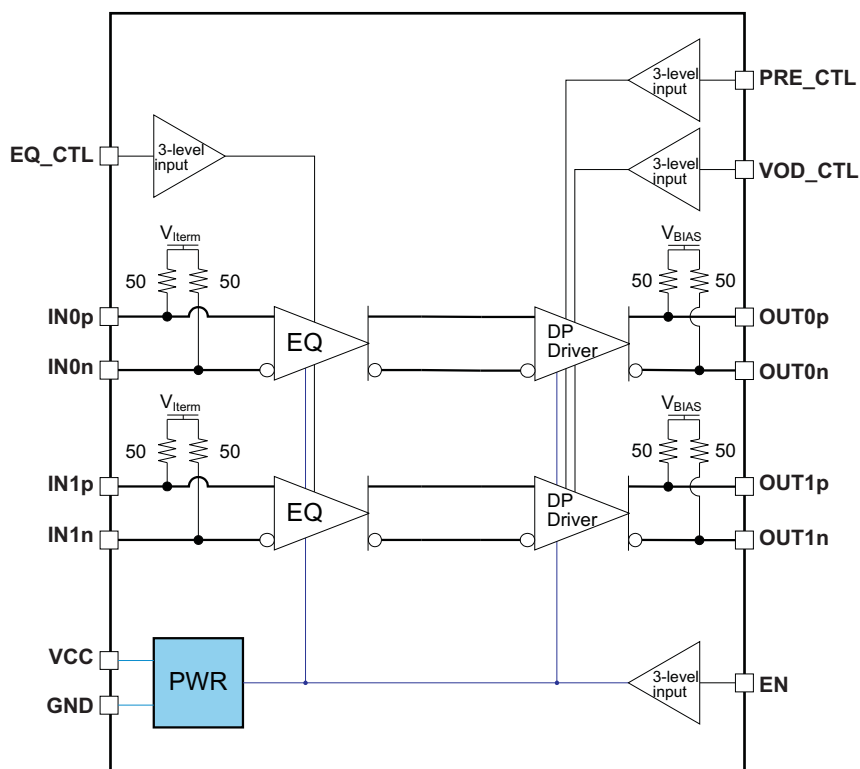 3-level
input
PRE_CTL
EQ_CTL
3-level
input
3-level
input
VOD_CTL
VIterm
VBIAS
50
50
50
50
IN0p
OUT0p
EQ
DP
Driver
IN0n
OUT0n
VIterm
VBIAS
50
50
50
50
IN1p
OUT1p
EQ
DP
Driver
IN1n
OUT1n
VCC
PWR
3-level
input
EN
GND